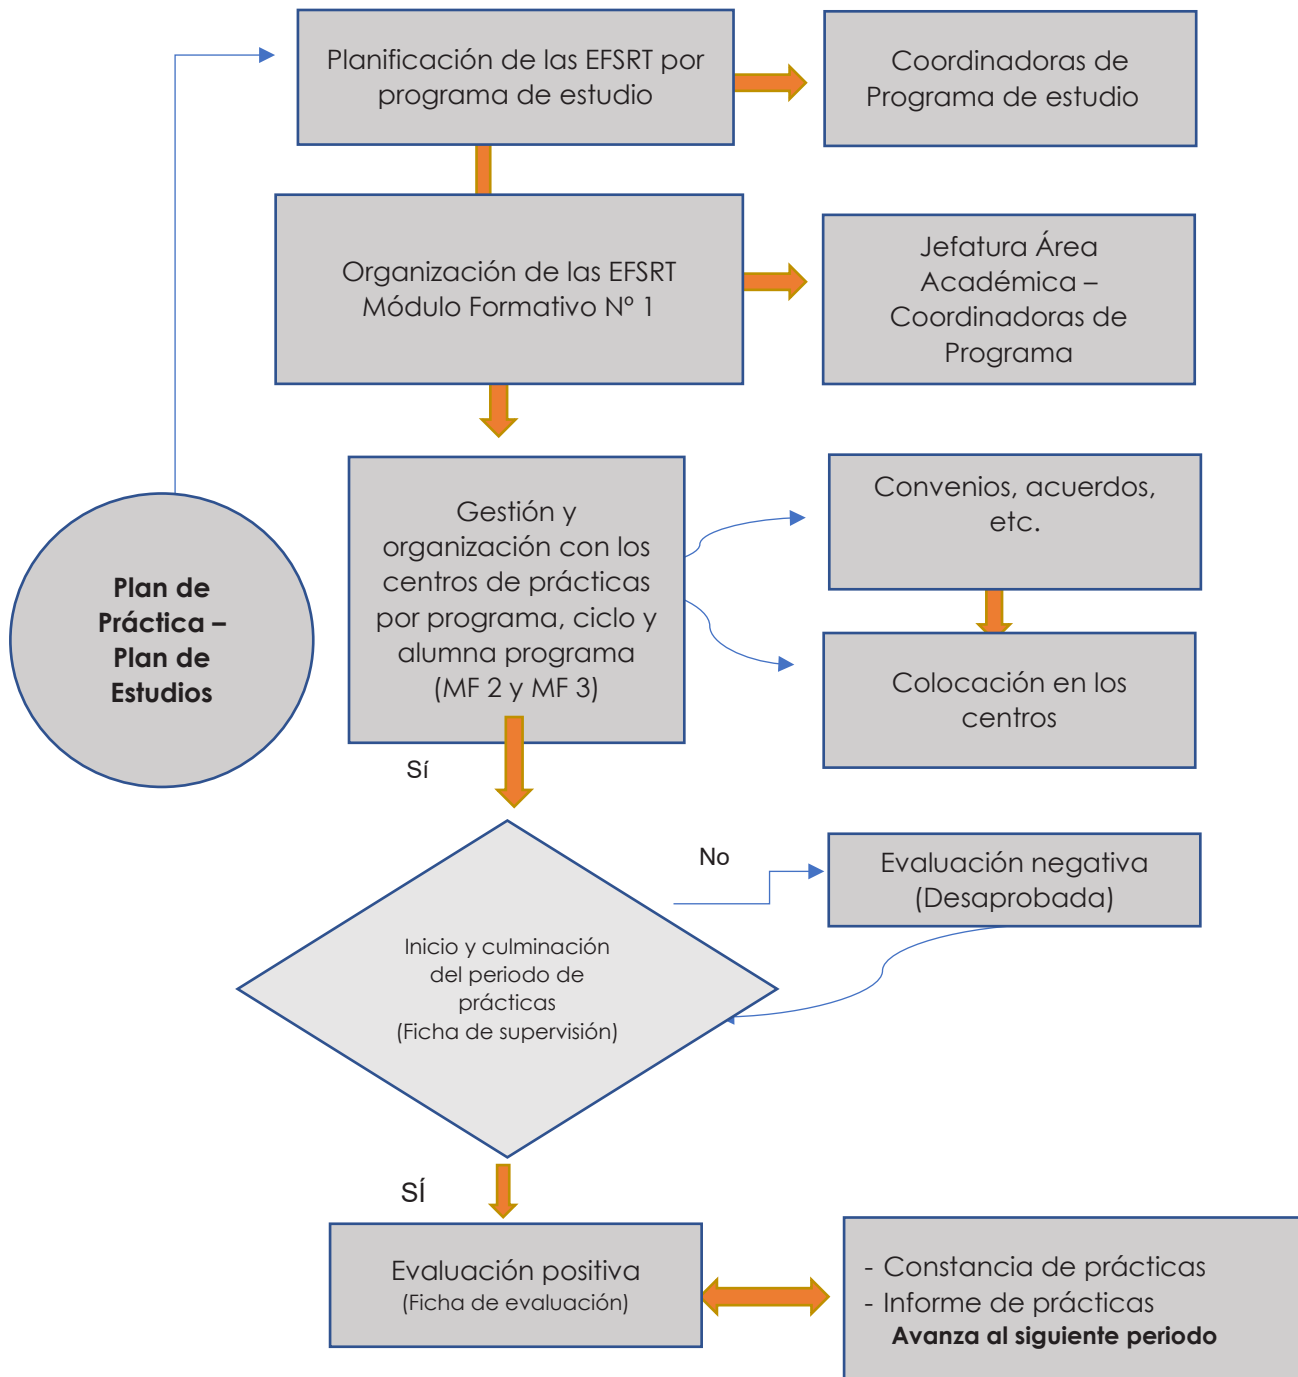 Planificación de las EFSRT por
programa de estudio
Coordinadoras de
Programa de estudio
Organización de las EFSRT
Módulo Formativo Nº 1
Jefatura Área
Académica –
Coordinadoras de
Programa
Plan de
Práctica –
Plan de
Estudios
Gestión y
organización con los
centros de prácticas
por programa, ciclo y
alumna programa
(MF 2 y MF 3)
Convenios, acuerdos,
etc.
Colocación en los
centros
Sí
No
Evaluación negativa
(Desaprobada)
Inicio y culminación
del periodo de
prácticas
(Ficha de supervisión)
SÍ
Evaluación positiva
(Ficha de evaluación)
- Constancia de prácticas
- Informe de prácticas
Avanza al siguiente periodo